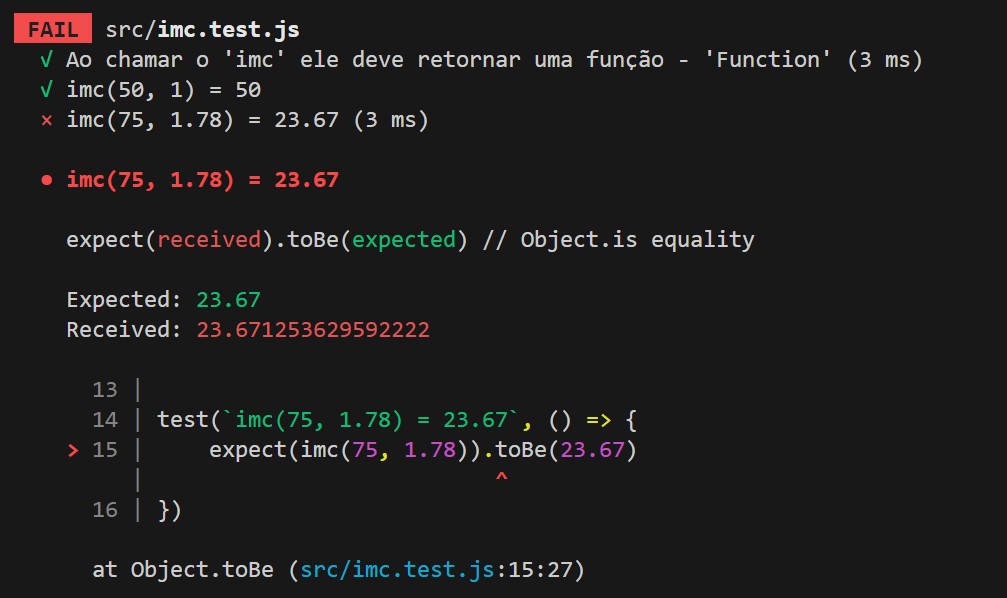 FAIL src/imc.test.js
√ Ao chamar o 'imc' ele deve retornar uma função - 'Function' (3 ms)
√ imc(50, 1) = 50
× imc(75, 1.78) = 23.67 (3 ms)
● imc(75, 1.78) = 23.67
expect(received).toBe(expected) // Object.is equality
Expected: 23.67
Received: 23.671253629592222
13 |
14 | test(`imc(75, 1.78) = 23.67`, () => {
> 15 |     expect(imc(75, 1.78)).toBe(23.67)
|                           ^
16 | })
at Object.toBe (src/imc.test.js:15:27)